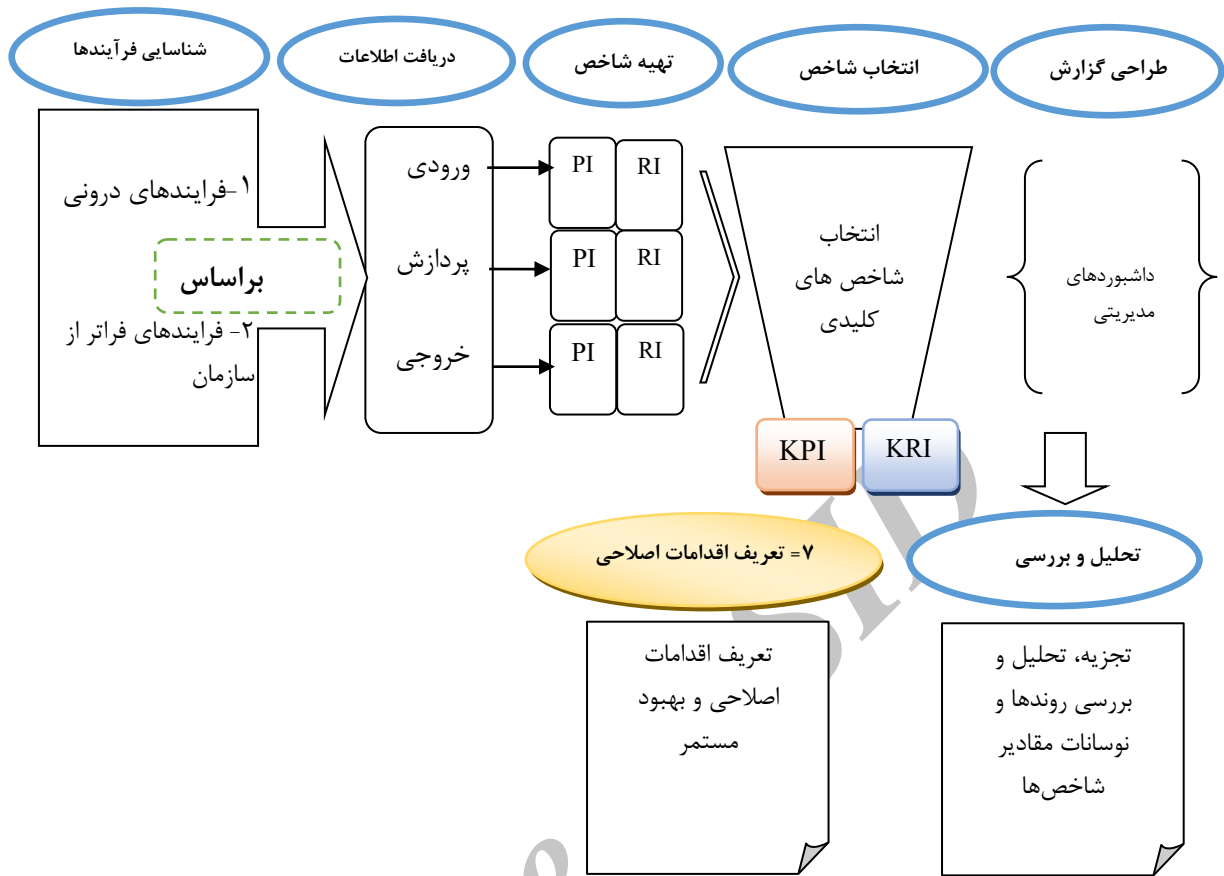 شناسایی فرآیندها
دریافت اطلاعات
تهیه شاخص
انتخاب شاخص
طراحی گزارش
۱-فرایندهای درونی
براساس
۲- فرایندهای فراتر از
سازمان
ورودی
پردازش
خروجی
PI
RI
PI
RI
PI
RI
انتخاب
شاخص های
کلیدی
KPI
KRI
داشبوردهای
مدیریتی
تحلیل و بررسی
۷= تعریف اقدامات اصلاحی
تجزیه، تحلیل و
بررسی روندها و
نوسانات مقادیر
شاخص‌ها
تعریف اقدامات
اصلاحی و بهبود
مستمر
SID